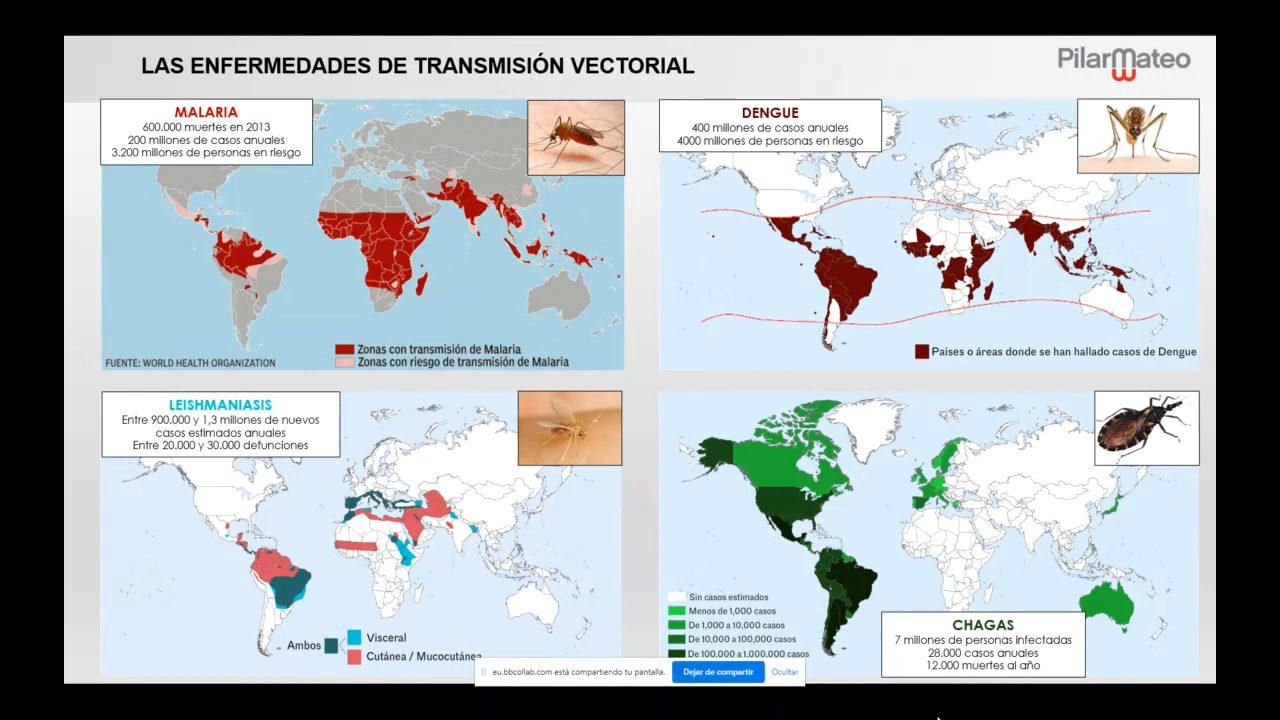 LAS ENFERMEDADES DE TRANSMISIÓN VECTORIAL
PilarMateo
MALARIA
600.000 muertes en 2013
200 millones de casos anuales
3.200 millones de personas en riesgo
Zonas con transmisión de Malaria
Zonas con riesgo de transmisión de Malaria
FUENTE: WORLD HEALTH ORGANIZATION
DENGUE
400 millones de casos anuales
4000 millones de personas en riesgo
Países o áreas donde se han hallado casos de Dengue
LEISHMANIASIS
Entre 900.000 y 1,3 millones de nuevos
casos estimados anuales
Entre 20.000 y 30.000 defunciones
Ambos
Visceral
Cutánea / Mucocutánea
Sin casos estimados
Menos de 1,000 casos
De 1,000 a 10,000 casos
De 10,000 a 100,000 casos
De 100.000 a 1.000,000 casos
CHAGAS
7 millones de personas infectadas
28.000 casos anuales
12.000 muertes al año
eu.bbcollab.com está compartiendo tu pantalla.
Dejar de compartir
Ocultar